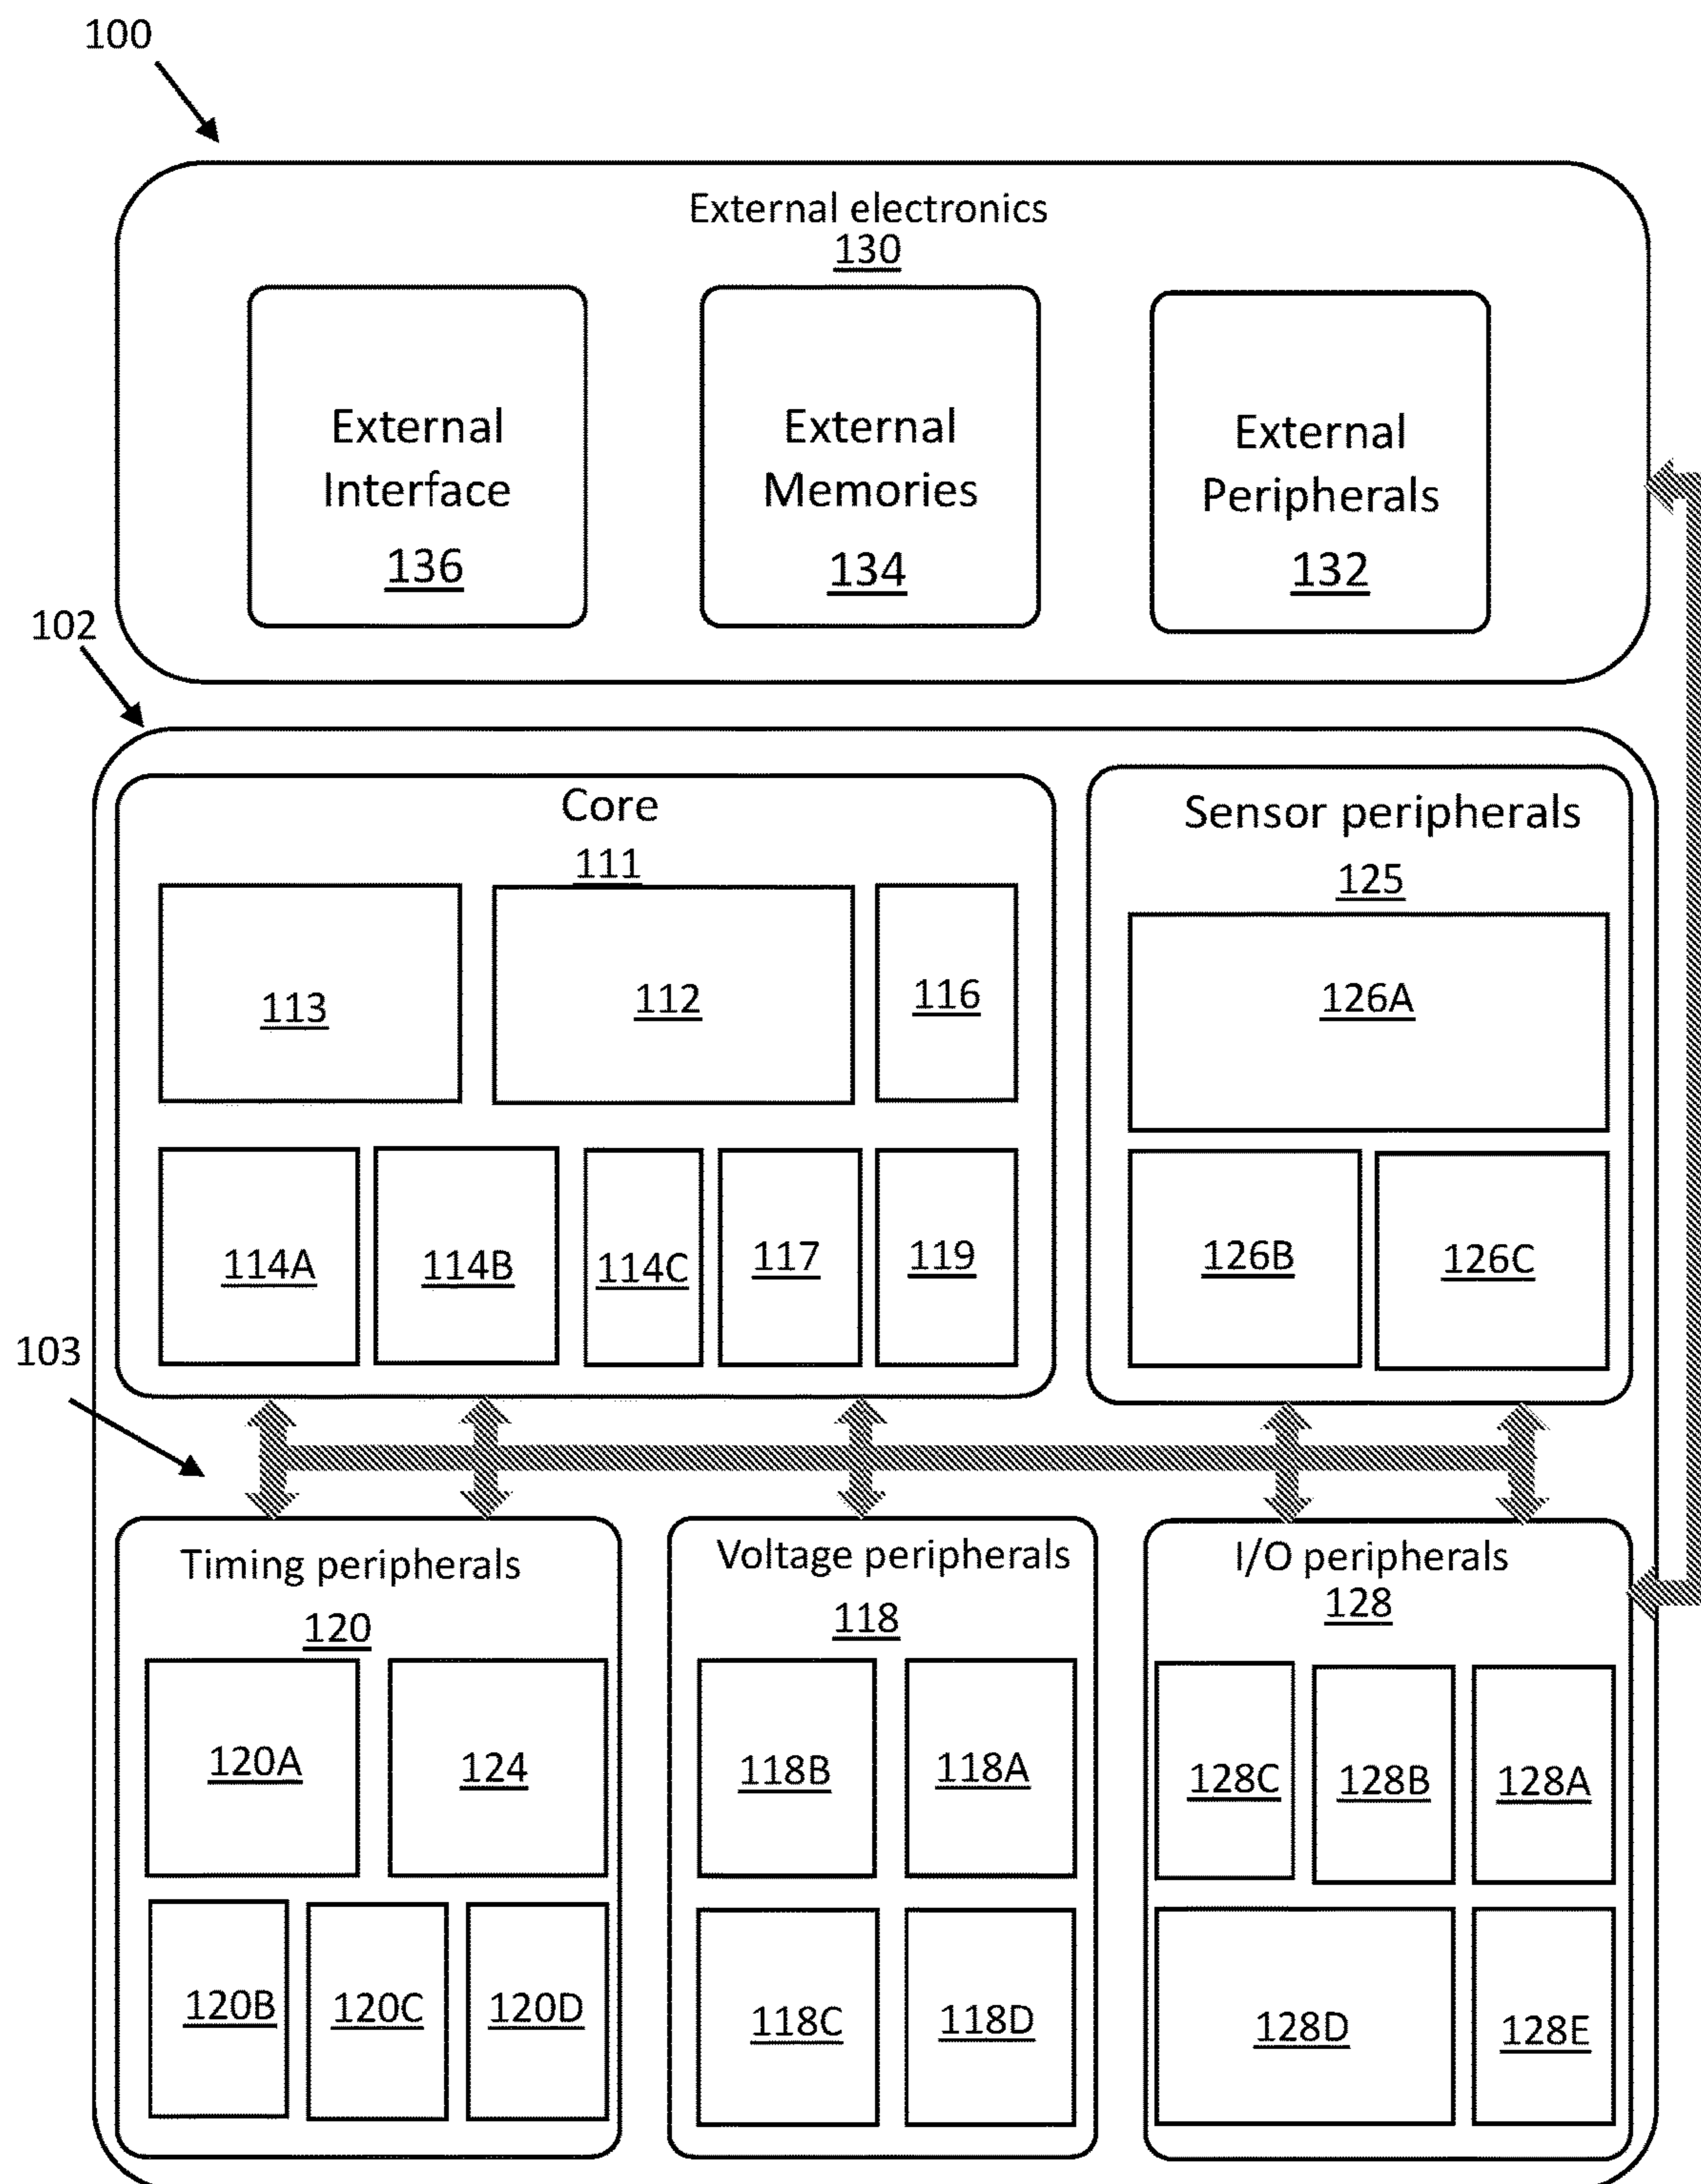 100
External electronics
130
External
Interface
136
External
Memories
134
External
Peripherals
132
102
Core
111
113
112
116
114A
114B
114C
117
119
Sensor peripherals
125
126A
126B
126C
103
Timing peripherals
120
120A
124
120B
120C
120D
Voltage peripherals
118
118B
118A
118C
118D
I/O peripherals
128
128C
128B
128A
128D
128E